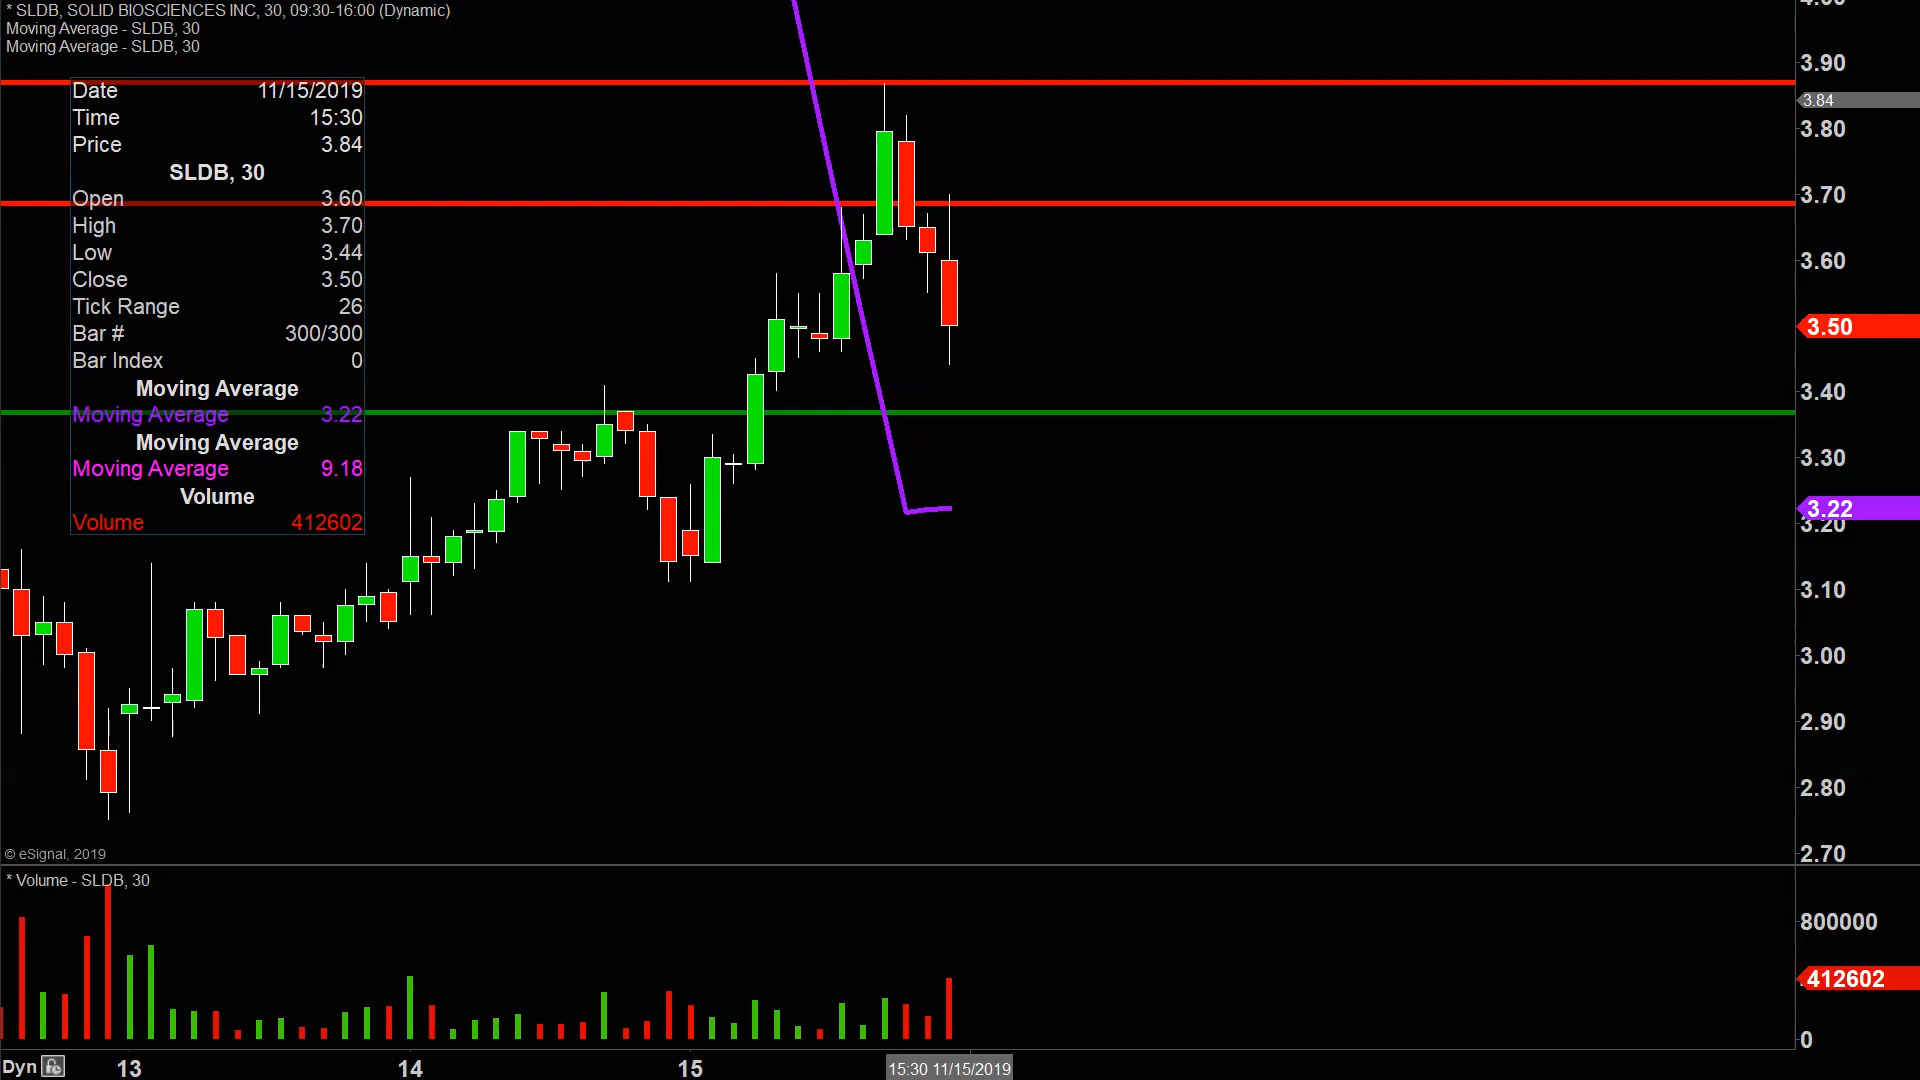 * SLDB, SOLID BIOSCIENCES INC, 30, 09:30-16:00 (Dynamic)
Moving Average - SLDB, 30
Moving Average - SLDB, 30
Date 11/15/2019
Time 15:30
Price 3.84
SLDB, 30
Open 3.60
High 3.70
Low 3.44
Close 3.50
Tick Range 26
Bar # 300/300
Bar Index 0
Moving Average
Moving Average 3.22
Moving Average
Moving Average 9.18
Volume
Volume 412602
4.00
3.90
3.84
3.80
3.70
3.60
3.50
3.40
3.30
3.22
3.20
3.10
3.00
2.90
2.80
2.70
© eSignal, 2019
* Volume - SLDB, 30
800000
412602
0
Dyn 13 14 15 15:30 11/15/2019